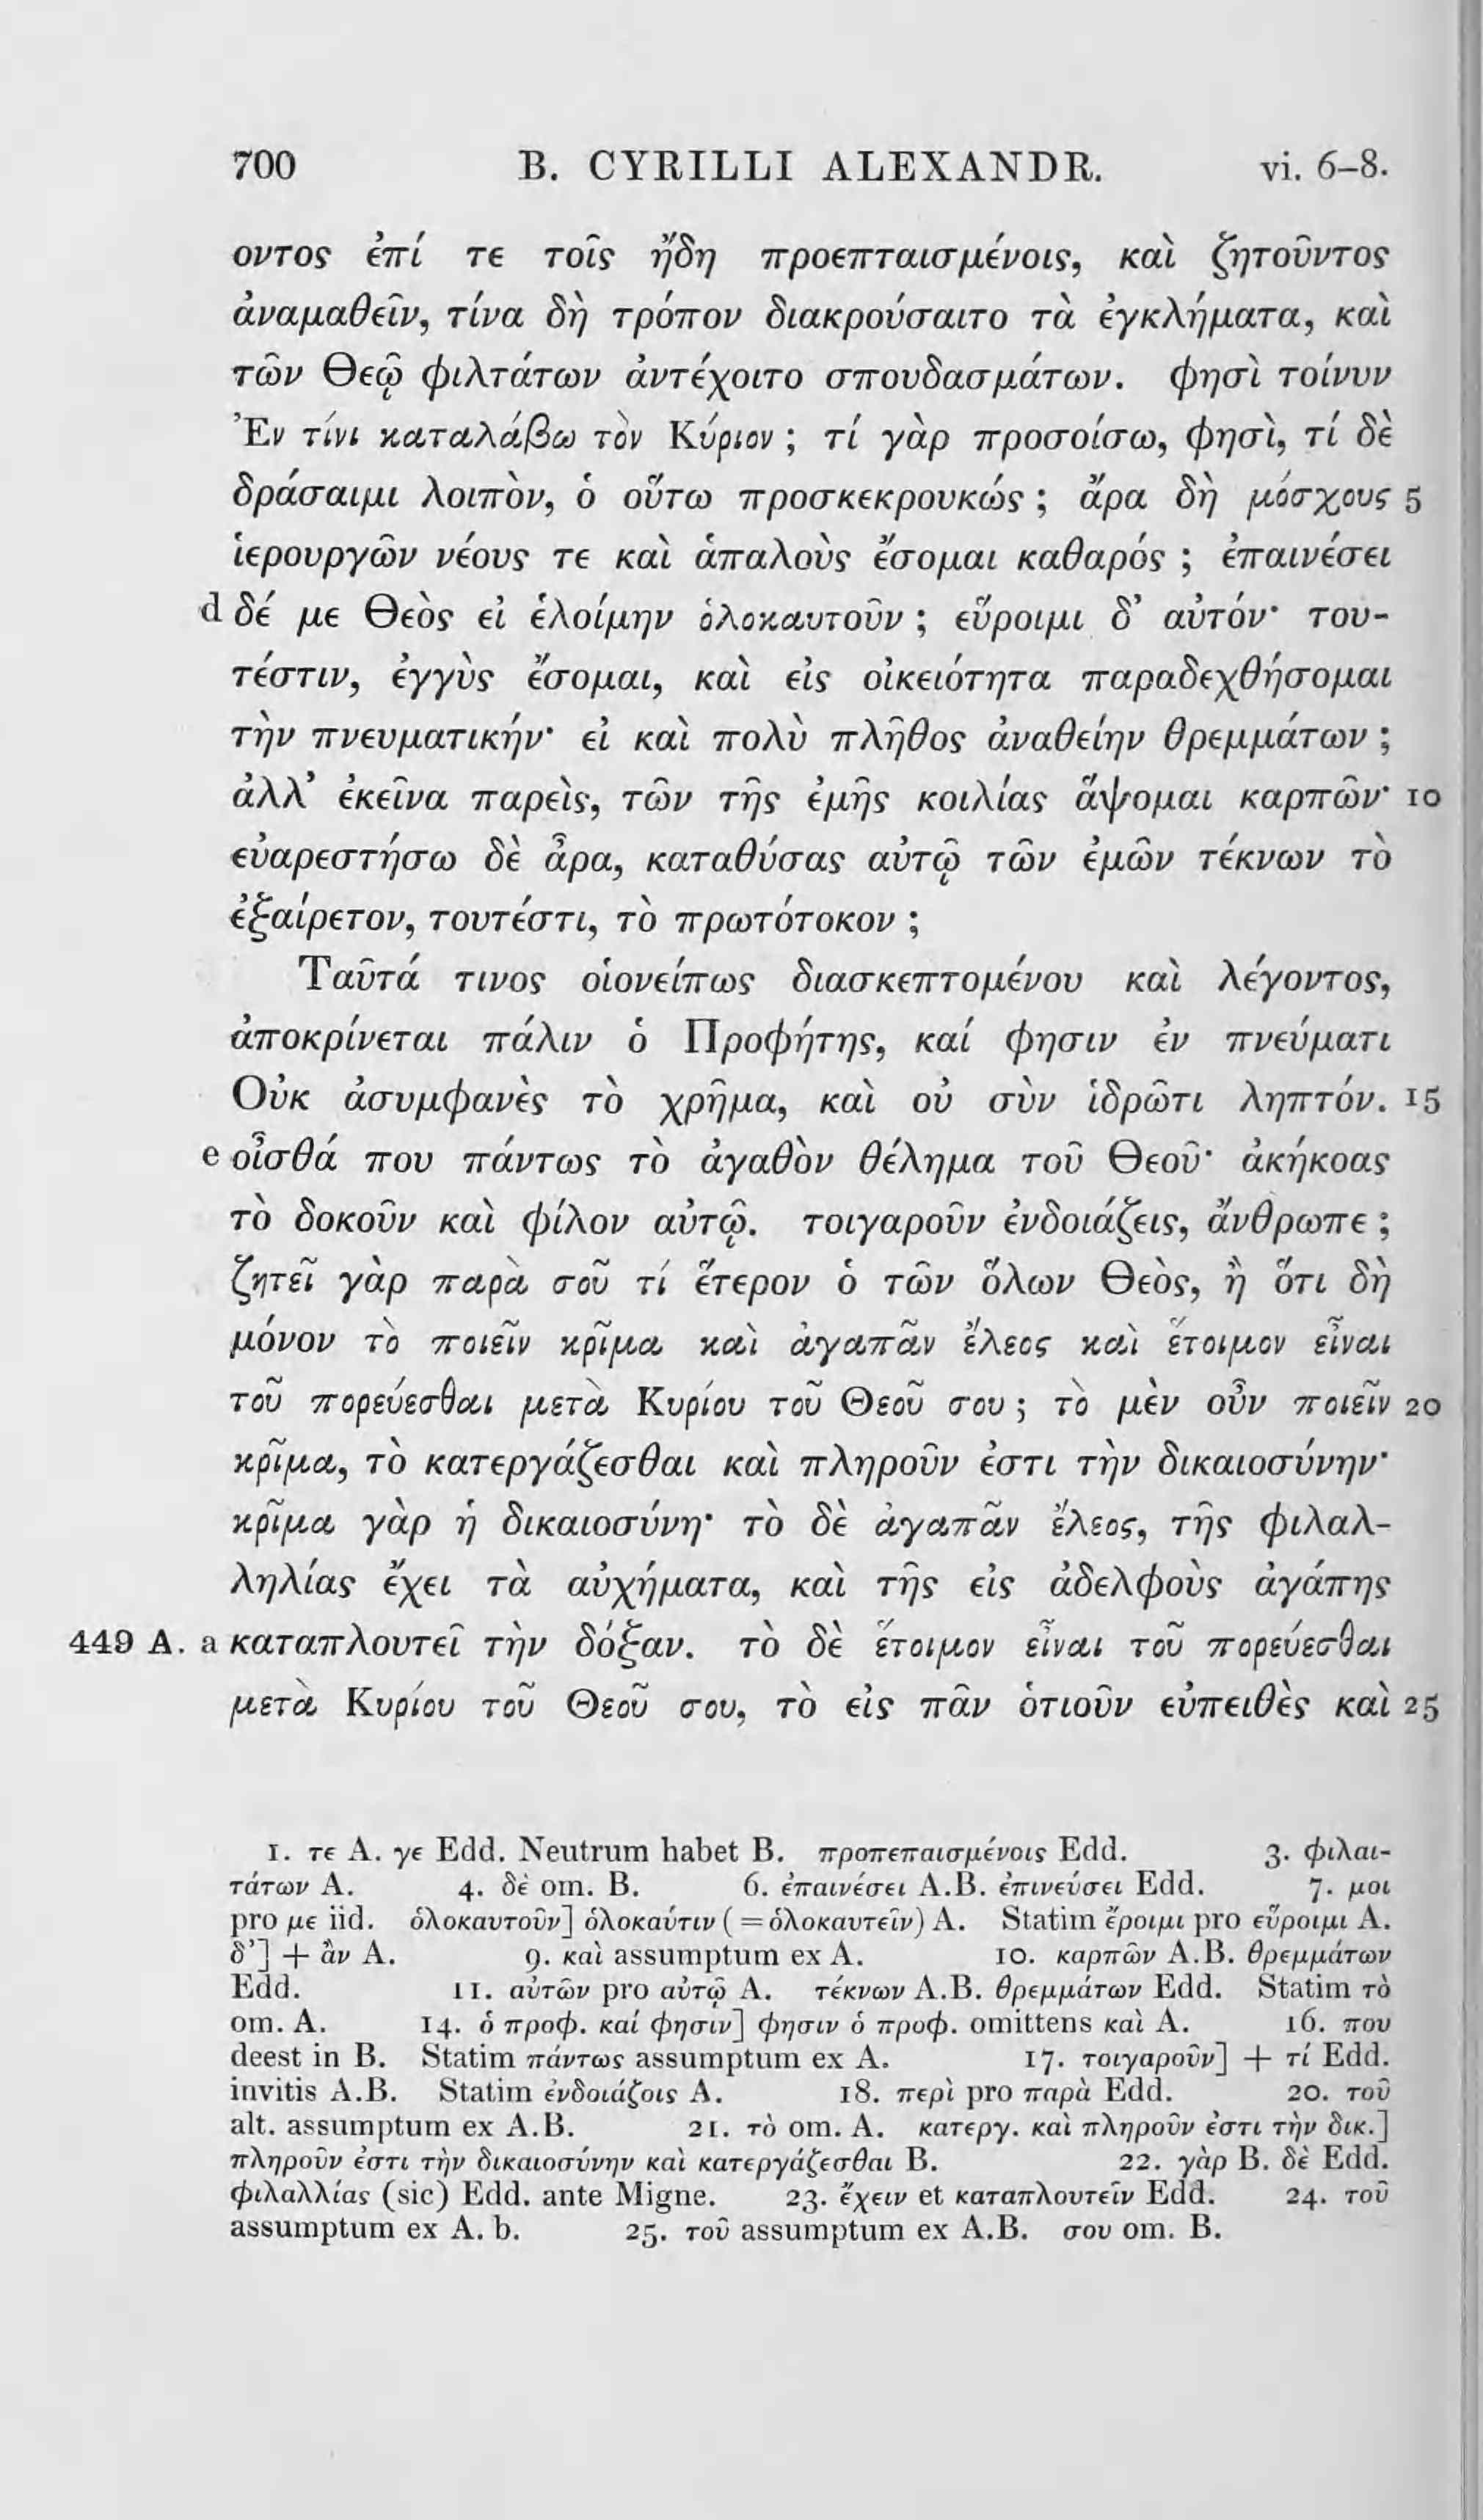 700 B. CYRILLI ALEXANDR. vi. 6–8.
οντος ἐπί τε τοῖς ἤδη προεπταισμένοις, καὶ ζητοῦντος
ἀναμαθεῖν, τίνα δὴ τρόπον διακρούσαιτο τὰ ἐγκλήματα, καὶ
τῶν Θεῷ φιλτάτων ἀντέχοιτο σπουδασμάτων. φησὶ τοίνυν
Ἐν τίνι καταλάβω τὸν Κύριον ; τί γὰρ προσοίσω, φησὶ, τί δὲ
δράσαιμι λοιπὸν, ὁ οὕτω προσκεκρουκώς ; ἆρα δὴ μόσχους 5
ἱερουργῶν νέους τε καὶ ἁπαλοὺς ἔσομαι καθαρός ; ἐπαινέσει
d δέ με Θεὸς εἰ ἑλοίμην ὁλοκαυτοῦν ; εὕροιμι δ’ αὐτόν· του-
τέστιν, ἐγγὺς ἔσομαι, καὶ εἰς οἰκειότητα παραδεχθήσομαι
τὴν πνευματικήν· εἰ καὶ πολὺ πλῆθος ἀναθείην θρεμμάτων ;
ἀλλ’ ἐκεῖνα παρεὶς, τῶν τῆς ἐμῆς κοιλίας ἅψομαι καρπῶν· 10
εὐαρεστήσω δὲ ἆρα, καταθύσας αὐτῷ τῶν ἐμῶν τέκνων τὸ
ἐξαίρετον, τουτέστι, τὸ πρωτότοκον ;
Ταῦτά τινος οἱονείπως διασκεπτομένου καὶ λέγοντος,
ἀποκρίνεται πάλιν ὁ Προφήτης, καί φησιν ἐν πνεύματι
Οὐκ ἀσυμφανὲς τὸ χρῆμα, καὶ οὐ σὺν ἱδρῶτι ληπτόν. 15
e οἶσθά που πάντως τὸ ἀγαθὸν θέλημα τοῦ Θεοῦ· ἀκήκοας
τὸ δοκοῦν καὶ φίλον αὐτῷ. τοιγαροῦν ἐνδοιάζεις, ἄνθρωπε ;
ζητεῖ γὰρ παρὰ σοῦ τί ἕτερον ὁ τῶν ὅλων Θεὸς, ἢ ὅτι δὴ
μόνον τὸ ποιεῖν κρῖμα καὶ ἀγαπᾶν ἔλεος καὶ ἕτοιμον εἶναι
τοῦ πορεύεσθαι μετὰ Κυρίου τοῦ Θεοῦ σου ; τὸ μὲν οὖν ποιεῖν 20
κρῖμα, τὸ κατεργάζεσθαι καὶ πληροῦν ἐστι τὴν δικαιοσύνην·
κρῖμα γὰρ ἡ δικαιοσύνη· τὸ δὲ ἀγαπᾶν ἔλεος, τῆς φιλαλ-
ληλίας ἔχει τὰ αὐχήματα, καὶ τῆς εἰς ἀδελφοὺς ἀγάπης
449 A. a καταπλουτεῖ τὴν δόξαν. τὸ δὲ ἕτοιμον εἶναι τοῦ πορεύεσθαι
μετὰ Κυρίου τοῦ Θεοῦ σου, τὸ εἰς πᾶν ὁτιοῦν εὐπειθὲς καὶ 25
1. τε A. γε Edd. Neutrum habet B. προπεπαισμένοις Edd. 3. φιλαι-
τάτων A. 4. δὲ om. B. 6. ἐπαινέσει A.B. ἐπινεύσει Edd. 7. μοι
pro με iid. ὁλοκαυτοῦν] ὁλοκαύτιν ( = ὁλοκαυτεῖν) A. Statim ἔροιμι pro εὕροιμι A.
δ’] + ἂν A. 9. καὶ assumptum ex A. 10. καρπῶν A.B. θρεμμάτων
Edd. 11. αὐτῶν pro αὐτῷ A. τέκνων A.B. θρεμμάτων Edd. Statim τὸ
om. A. 14. ὁ προφ. καί φησιν] φησιν ὁ προφ. omittens καὶ A. 16. που
deest in B. Statim πάντως assumptum ex A. 17. τοιγαροῦν] + τί Edd.
invitis A.B. Statim ἐνδοιάζοις A. 18. περὶ pro παρὰ Edd. 20. τοῦ
alt. assumptum ex A.B. 21. τὸ om. A. κατεργ. καὶ πληροῦν ἐστι τὴν δικ.]
πληροῦν ἐστι τὴν δικαιοσύνην καὶ κατεργάζεσθαι B. 22. γὰρ B. δὲ Edd.
φιλαλλίας (sic) Edd. ante Migne. 23. ἔχειν et καταπλουτεῖν Edd. 24. τοῦ
assumptum ex A. b. 25. τοῦ assumptum ex A.B. σου om. B.